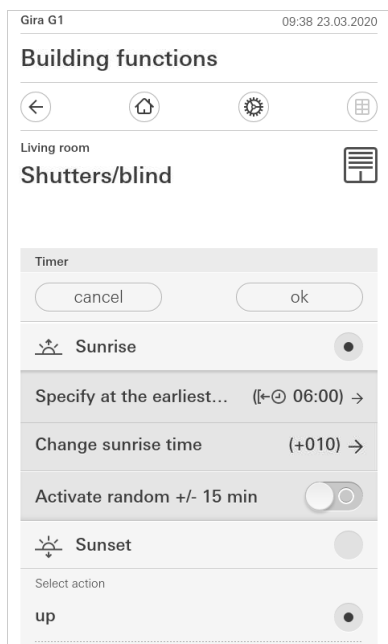 Gira G1 09:38 23.03.2020
Building functions
Living room
Shutters/blind
Timer
cancel ok
Sunrise
Specify at the earliest... ([←⏲ 06:00) →
Change sunrise time (+010) →
Activate random +/- 15 min
Sunset
Select action
up